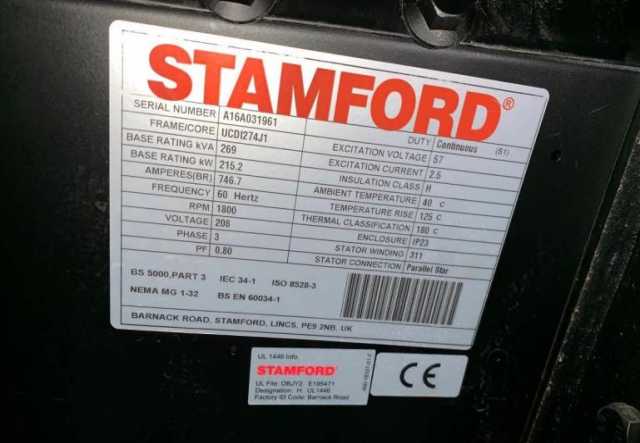 STAMFORD®
SERIAL NUMBER A16A031961
FRAME/CORE UCDI274J1
BASE RATING kVA 269
BASE RATING kW 215.2
AMPERES(BR) 746.7
FREQUENCY 60 Hertz
RPM 1800
VOLTAGE 208
PHASE 3
PF 0.80
DUTY Continuous (S1)
EXCITATION VOLTAGE 57
EXCITATION CURRENT 2.5
INSULATION CLASS H
AMBIENT TEMPERATURE 40 C
TEMPERATURE RISE 125 C
THERMAL CLASSIFICATION 180 C
ENCLOSURE IP23
STATOR WINDING 311
STATOR CONNECTION Parallel Star
BS 5000,PART 3 IEC 34-1 ISO 8528-3
NEMA MG 1-32 BS EN 60034-1
BARNACK ROAD, STAMFORD, LINCS, PE9 2NB, UK
UL 1446 Info.
STAMFORD
UL File: OBJY2 E195471
Designation: H UL1446
Factory ID Code: Barnack Road
CE